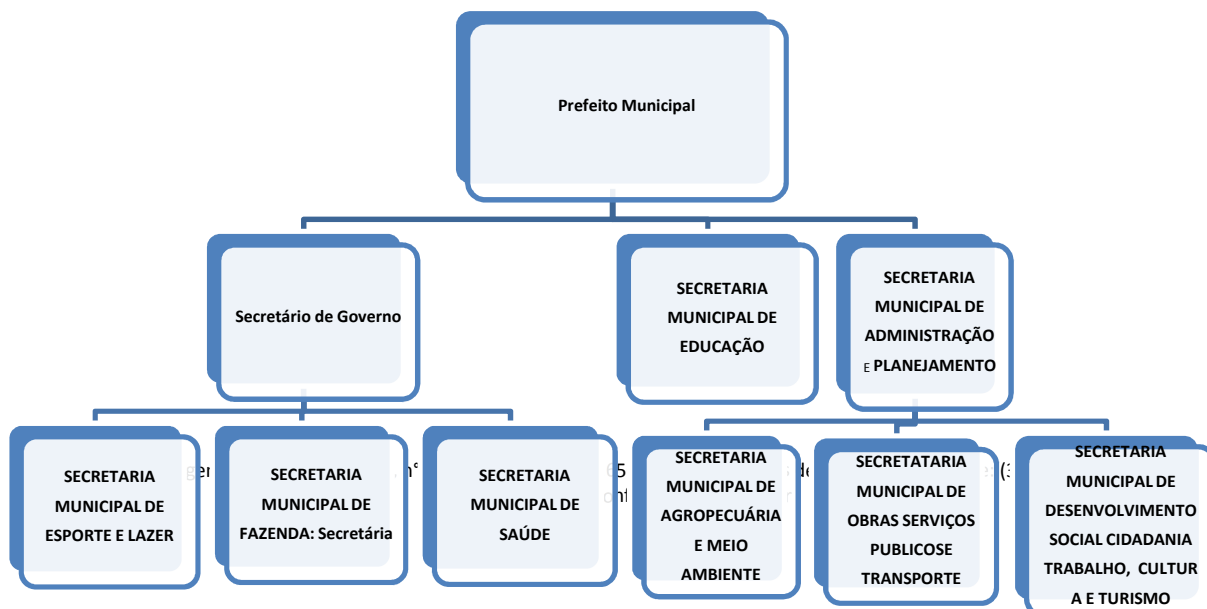 Prefeito Municipal
Secretário de Governo
SECRETARIA
MUNICIPAL DE
EDUCAÇÃO
SECRETARIA
MUNICIPAL DE
ADMINISTRAÇÃO
E PLANEJAMENTO
SECRETARIA
MUNICIPAL DE
ESPORTE E LAZER
SECRETARIA
MUNICIPAL DE
FAZENDA: Secretária
SECRETARIA
MUNICIPAL DE
SAÚDE
SECRETARIA
MUNICIPAL DE
AGROPECUÁRIA
E MEIO
AMBIENTE
SECRETATARIA
MUNICIPAL DE
OBRAS SERVIÇOS
PUBLICOSE
TRANSPORTE
SECRETARIA
MUNICIPAL DE
DESENVOLVIMENTO
SOCIAL CIDADANIA
TRABALHO, CULTUR
A E TURISMO